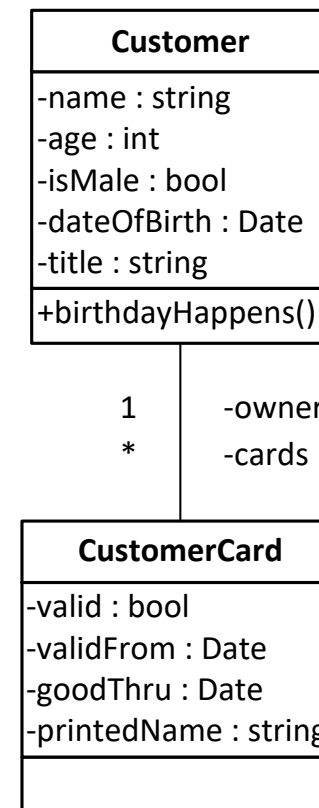 Customer
-name : string
-age : int
-isMale : bool
-dateOfBirth : Date
-title : string
+birthdayHappens()
1 -owner
* -cards
CustomerCard
-valid : bool
-validFrom : Date
-goodThru : Date
-printedName : string